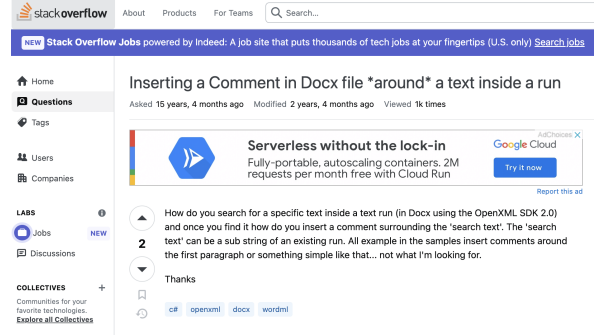 stackoverflow
About
Products
For Teams
Search...
NEW Stack Overflow Jobs powered by Indeed: A job site that puts thousands of tech jobs at your fingertips (U.S. only) Search jobs
Home
Questions
Tags
Users
Companies
LABS
Jobs NEW
Discussions
COLLECTIVES +
Communities for your
favorite technologies.
Explore all Collectives
Inserting a Comment in Docx file *around* a text inside a run
Asked 15 years, 4 months ago Modified 2 years, 4 months ago Viewed 1k times
AdChoices
Serverless without the lock-in
Fully-portable, autoscaling containers. 2M
requests per month free with Cloud Run
Google Cloud
Try it now
Report this ad
2
How do you search for a specific text inside a text run (in Docx using the OpenXML SDK 2.0)
and once you find it how do you insert a comment surrounding the 'search text'. The 'search
text' can be a sub string of an existing run. All example in the samples insert comments around
the first paragraph or something simple like that... not what I'm looking for.
Thanks
c# openxml docx wordml